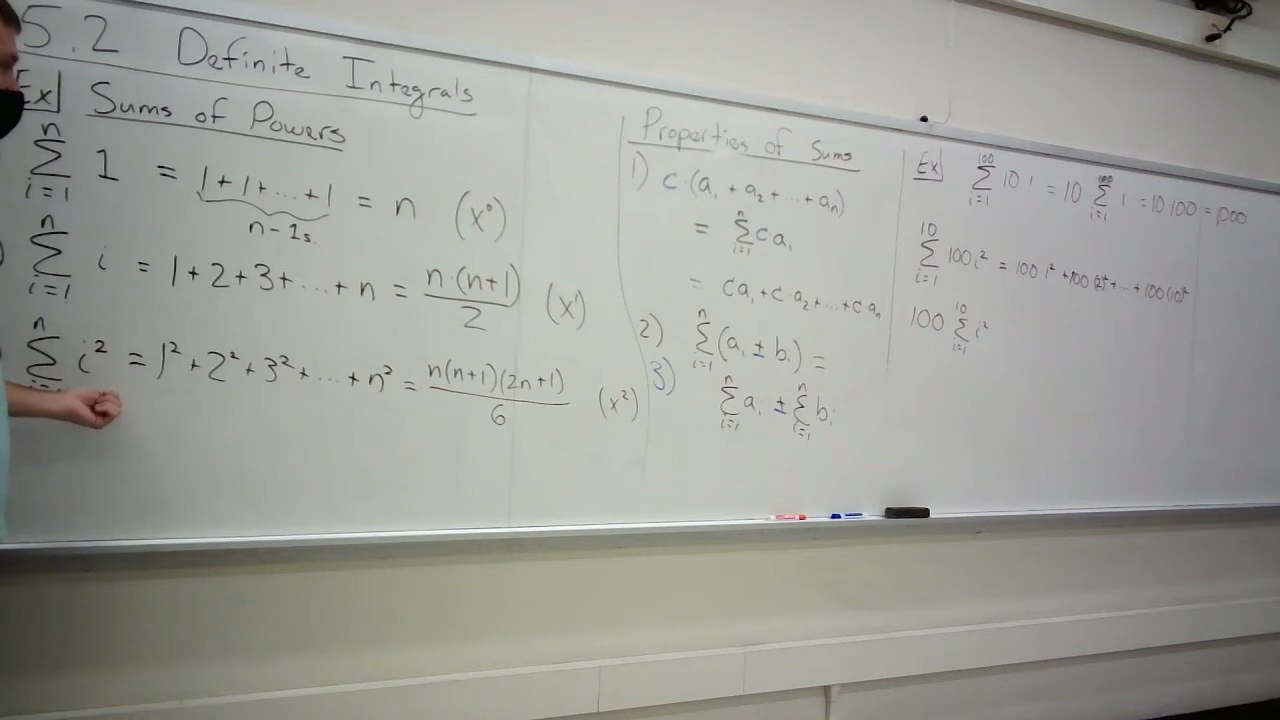 5.2 Definite Integrals
Ex Sums of Powers
n∑i=1 1 = 1+1+...+1 = n (x⁰)
n-1s
n∑i=1 i = 1+2+3+...+n = n·(n+1)/2 (x¹)
n∑i=1 i² = 1²+2²+3²+...+n² = n(n+1)(2n+1)/6 (x²)
Properties of Sums
1) c·(a₁ + a₂ + ... + aₙ)
= n∑i=1 c aᵢ
= ca₁ + c a₂ + ... + c aₙ
2) n∑i=1 (aᵢ ± bᵢ) =
3) n∑i=1 aᵢ ± n∑i=1 bᵢ
Ex 100∑i=1 10·1 = 10 100∑i=1 1 = 10·100 = 1000
10∑i=1 100i² = 100·1² + 100(2)² + ... + 100(10)²
100 10∑i=1 i²